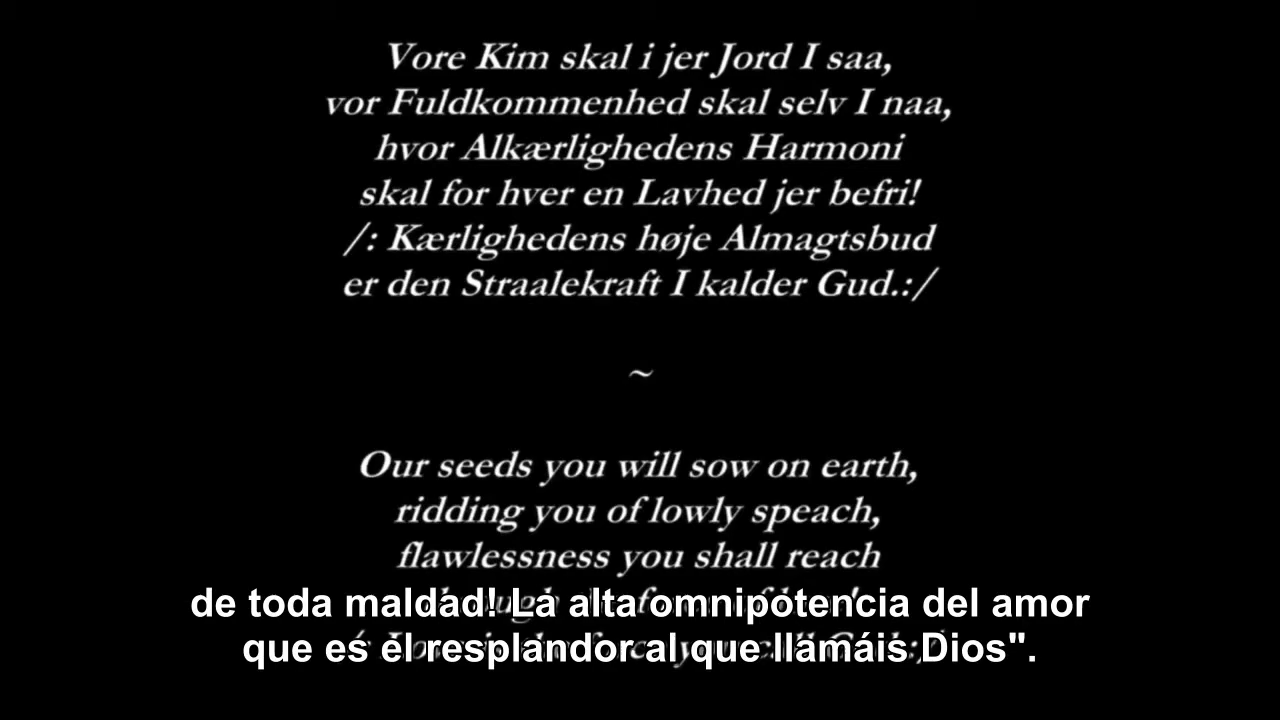 Vore Kim skal i jer Jord I saa,
vor Fuldkommenhed skal selv I naa,
hvor Alkærlighedens Harmoni
skal for hver en Lavhed jer befri!
/: Kærlighedens høje Almagtsbud
er den Straalekraft I kalder Gud.:/
~
Our seeds you will sow on earth,
ridding you of lowly speach,
flawlessness you shall reach
de toda maldad! La alta omnipotencia del amor
que es el resplandor al que llamáis Dios".